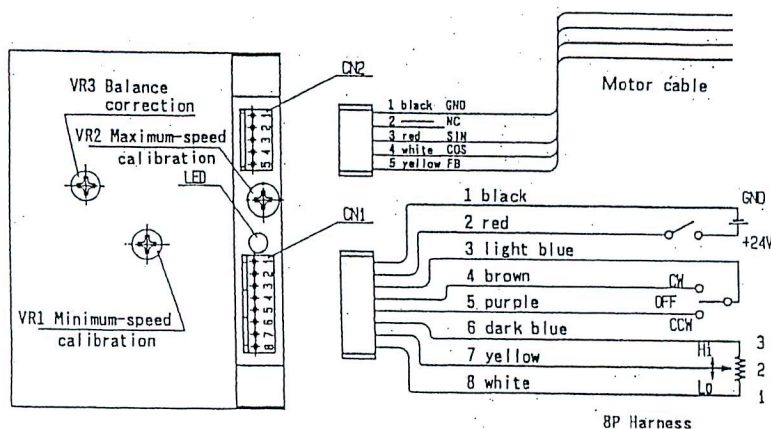 VR3 Balance
correction
VR2 Maximum-speed
calibration
LED
VR1 Minimum-speed
calibration
CN2
1
2
3
4
5
CN1
1
2
3
4
5
6
7
8
1 black GND
2 NC
3 red SIN
4 white COS
5 yellow FB
Motor cable
1 black
2 red
3 light blue
4 brown
5 purple
6 dark blue
7 yellow
8 white
GND
+24V
CW
OFF
CCW
Hi
Lo
3
2
1
8P Harness